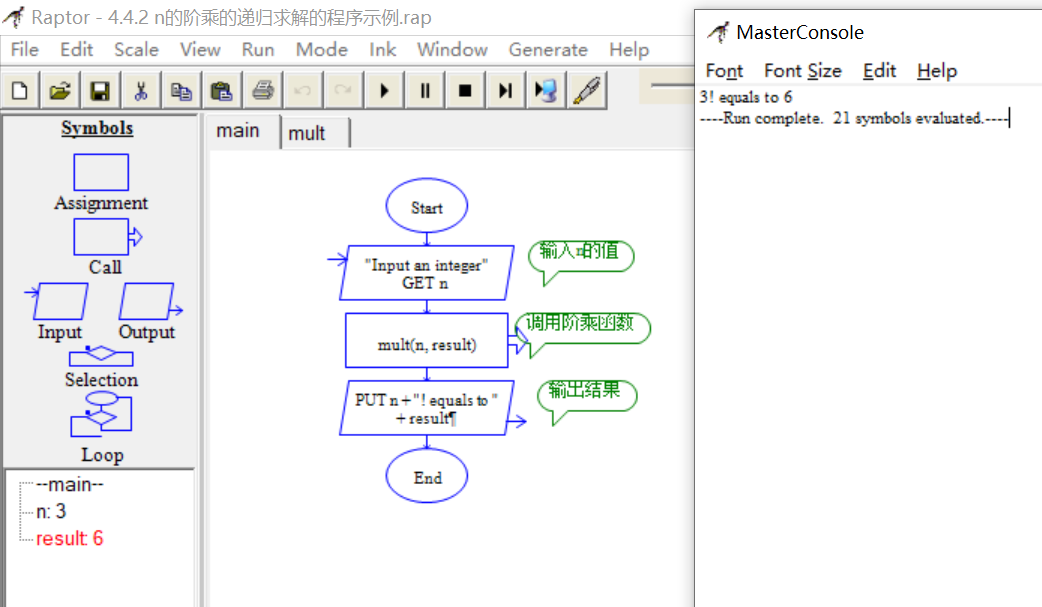 Raptor - 4.4.2 n的阶乘的递归求解的程序示例.rap
File Edit Scale View Run Mode Ink Window Generate Help
Symbols
Assignment
Call
Input Output
Selection
Loop
--main--
n: 3
result: 6
main mult
Start
"Input an integer"
GET n
输入n的值
mult(n, result)
调用阶乘函数
PUT n + "! equals to "
+ result¶
输出结果
End
MasterConsole
Font Font Size Edit Help
3! equals to 6
----Run complete.  21 symbols evaluated.----